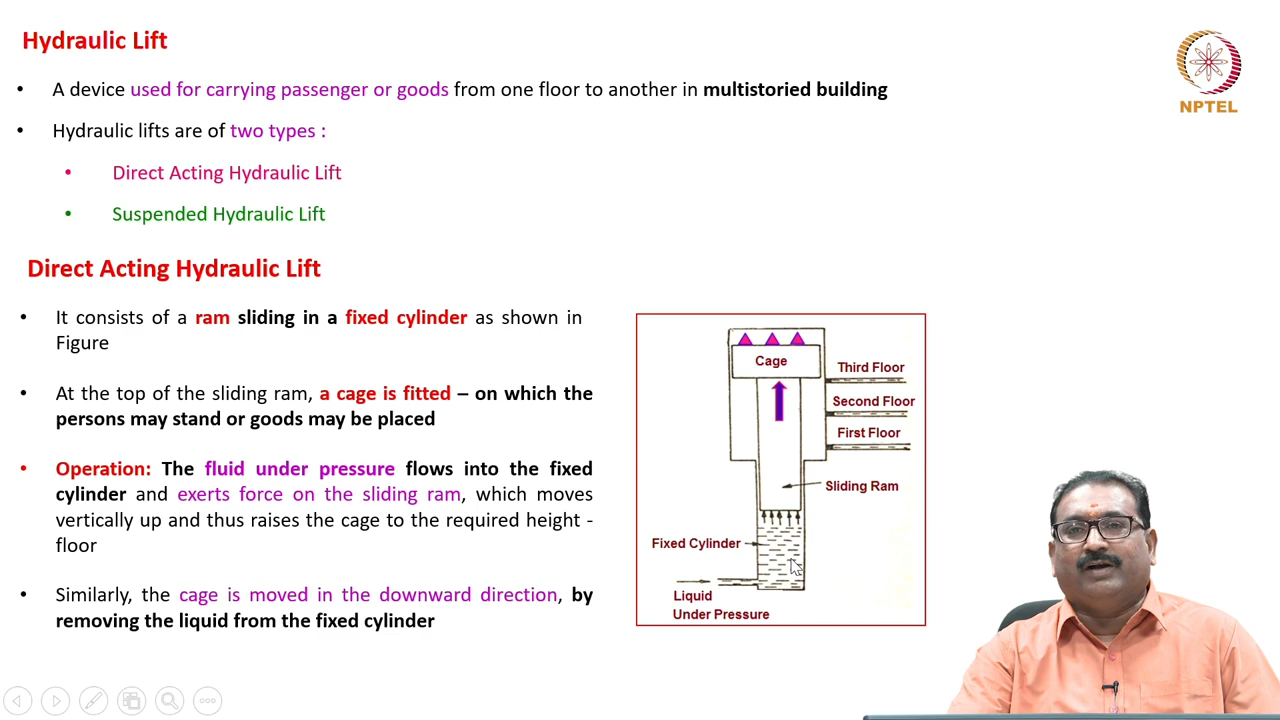 Hydraulic Lift
NPTEL
• A device used for carrying passenger or goods from one floor to another in multistoried building
• Hydraulic lifts are of two types :
• Direct Acting Hydraulic Lift
• Suspended Hydraulic Lift
Direct Acting Hydraulic Lift
• It consists of a ram sliding in a fixed cylinder as shown in
Figure
• At the top of the sliding ram, a cage is fitted – on which the
persons may stand or goods may be placed
• Operation: The fluid under pressure flows into the fixed
cylinder and exerts force on the sliding ram, which moves
vertically up and thus raises the cage to the required height -
floor
• Similarly, the cage is moved in the downward direction, by
removing the liquid from the fixed cylinder
Cage
Third Floor
Second Floor
First Floor
Sliding Ram
Fixed Cylinder
Liquid
Under Pressure